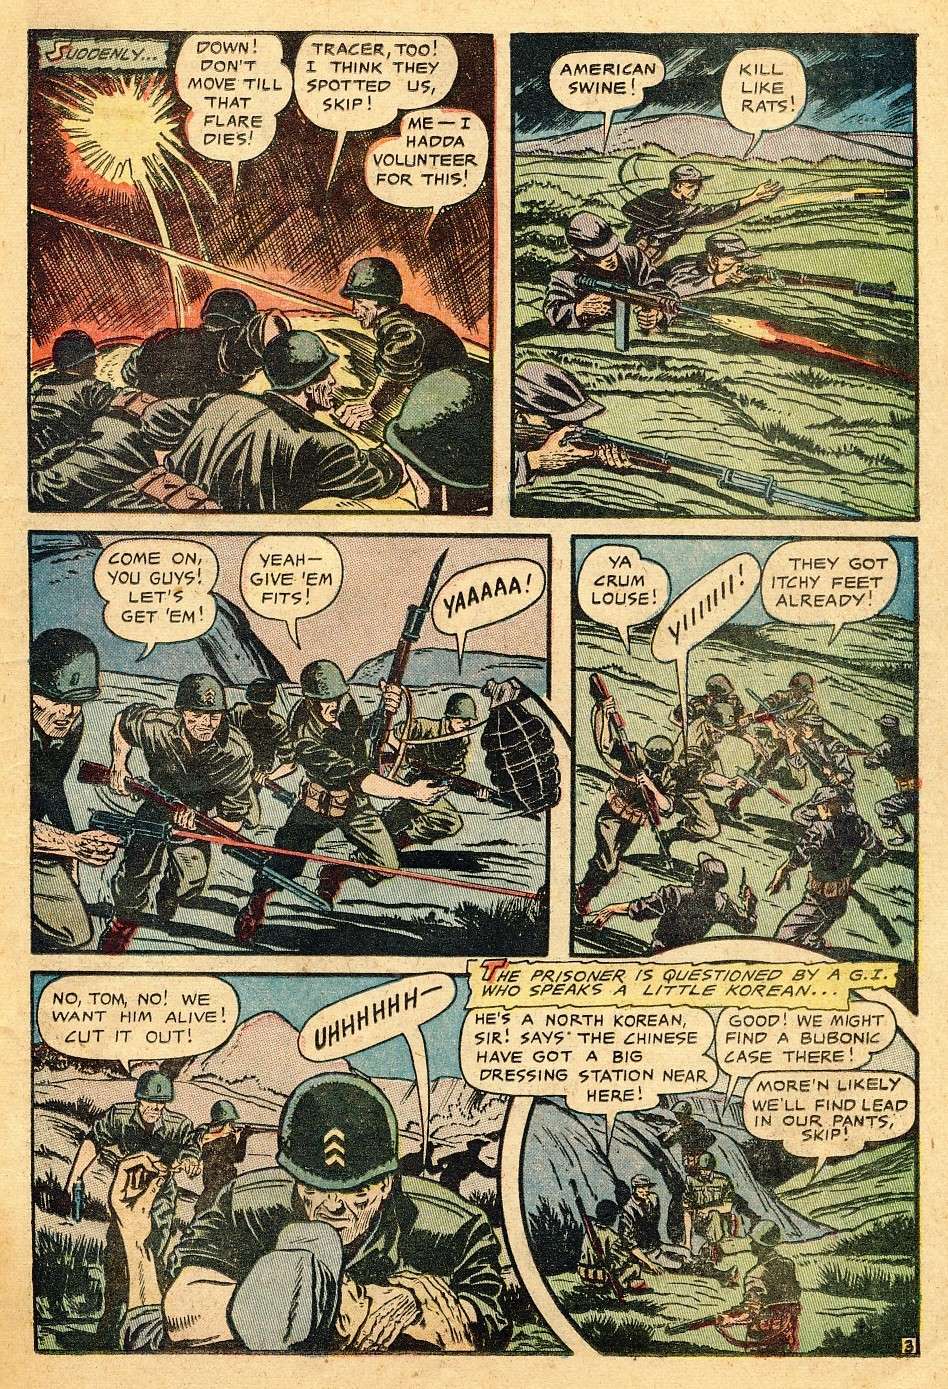 SUDDENLY...
DOWN!
DON'T
MOVE TILL
THAT
FLARE
DIES!
TRACER, TOO!
I THINK THEY
SPOTTED US,
SKIP!
ME—I
HADDA
VOLUNTEER
FOR THIS!
AMERICAN
SWINE!
KILL
LIKE
RATS!
COME ON,
YOU GUYS!
LET'S
GET 'EM!
YEAH—
GIVE 'EM
FITS!
YAAAAA!
YA
CRUM
LOUSE!
YIIIIIII!
THEY GOT
ITCHY FEET
ALREADY!
NO, TOM, NO! WE
WANT HIM ALIVE!
CUT IT OUT!
UHHHHHH—
THE PRISONER IS QUESTIONED BY A G.I.
WHO SPEAKS A LITTLE KOREAN...
HE'S A NORTH KOREAN,
SIR! SAYS THE CHINESE
HAVE GOT A BIG
DRESSING STATION NEAR
HERE!
GOOD! WE MIGHT
FIND A BUBONIC
CASE THERE!
MORE'N LIKELY
WE'LL FIND LEAD
IN OUR PANTS,
SKIP!
3